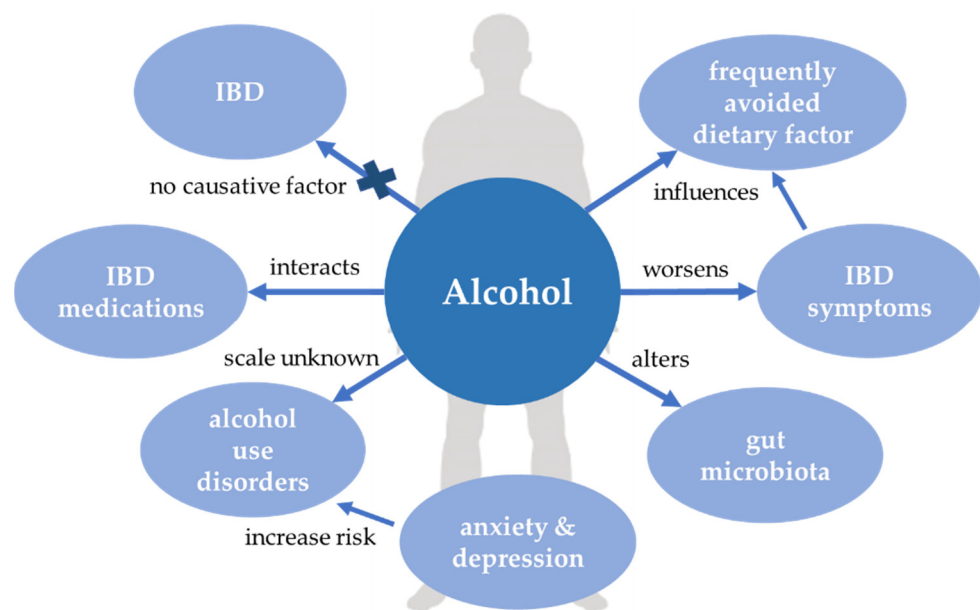 IBD
frequently
avoided
dietary factor
no causative factor
influences
IBD
medications
interacts
Alcohol
worsens
IBD
symptoms
scale unknown
alters
alcohol
use
disorders
gut
microbiota
increase risk
anxiety &
depression